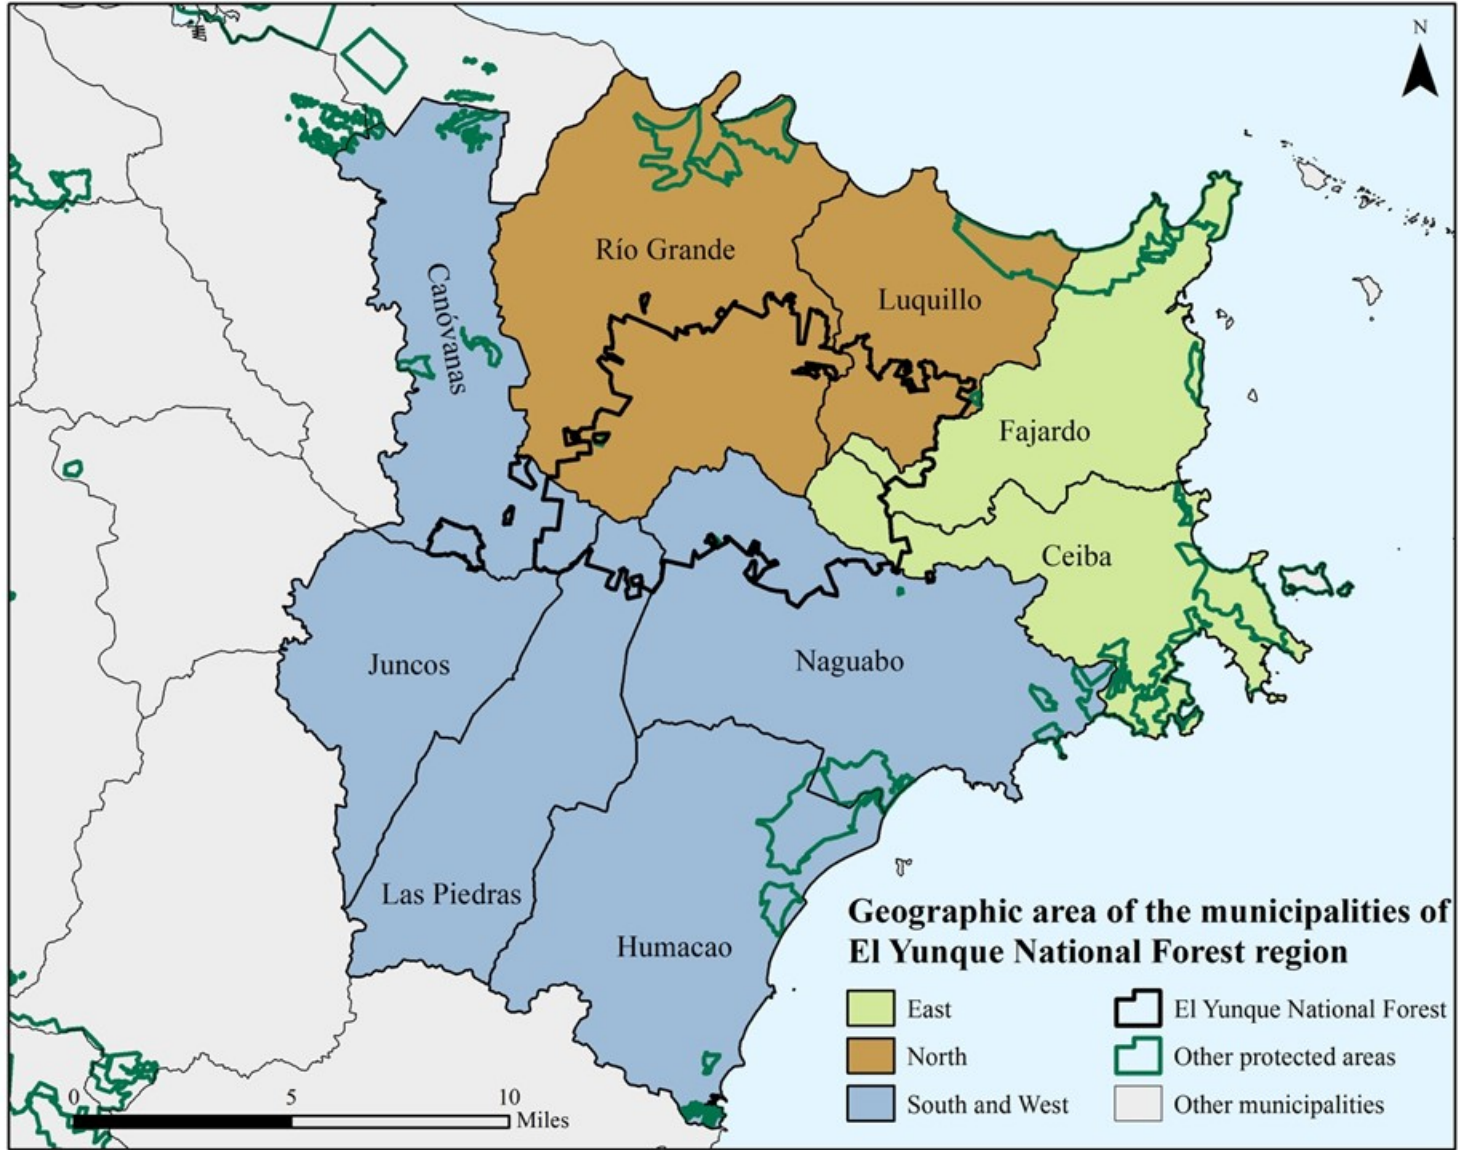 N
Río Grande
Canóvanas
Luquillo
Fajardo
Ceiba
Juncos
Naguabo
Las Piedras
Humacao
Geographic area of the municipalities of
El Yunque National Forest region
East
El Yunque National Forest
North
Other protected areas
South and West
Other municipalities
0 5 10
Miles